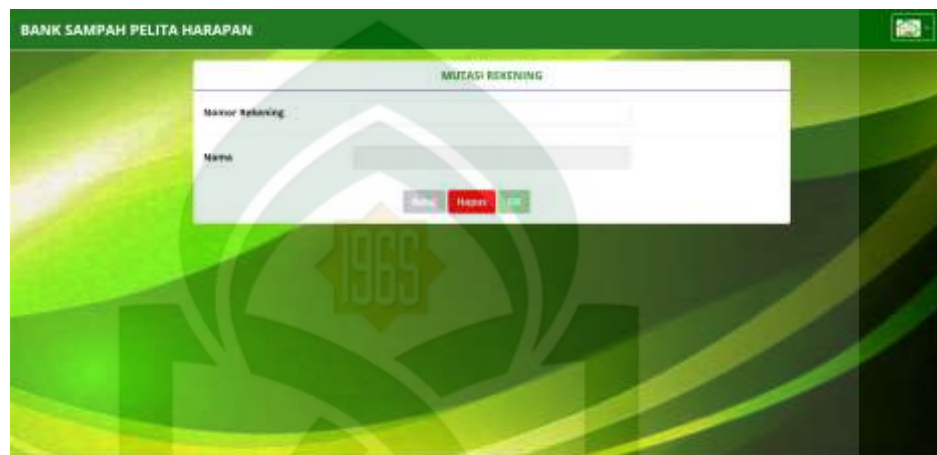 BANK SAMPAH PELITA HARAPAN
MUTASI REKENING
Nomor Rekening
Nama
Hapus
1965